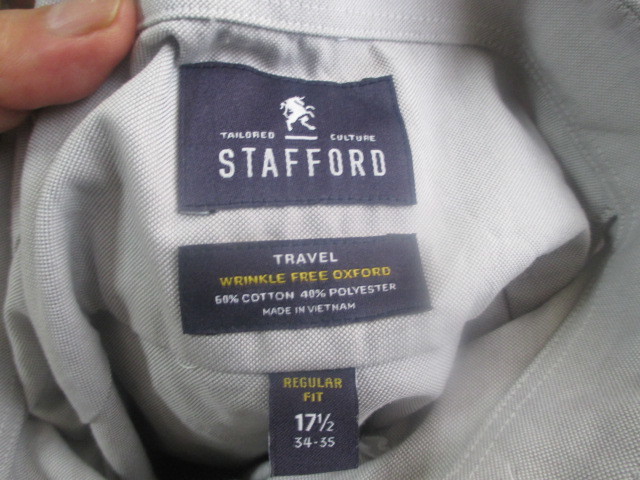 TAILORED CULTURE
STAFFORD
TRAVEL
WRINKLE FREE OXFORD
60% COTTON 40% POLYESTER
MADE IN VIETNAM
REGULAR
FIT
17½
34-35